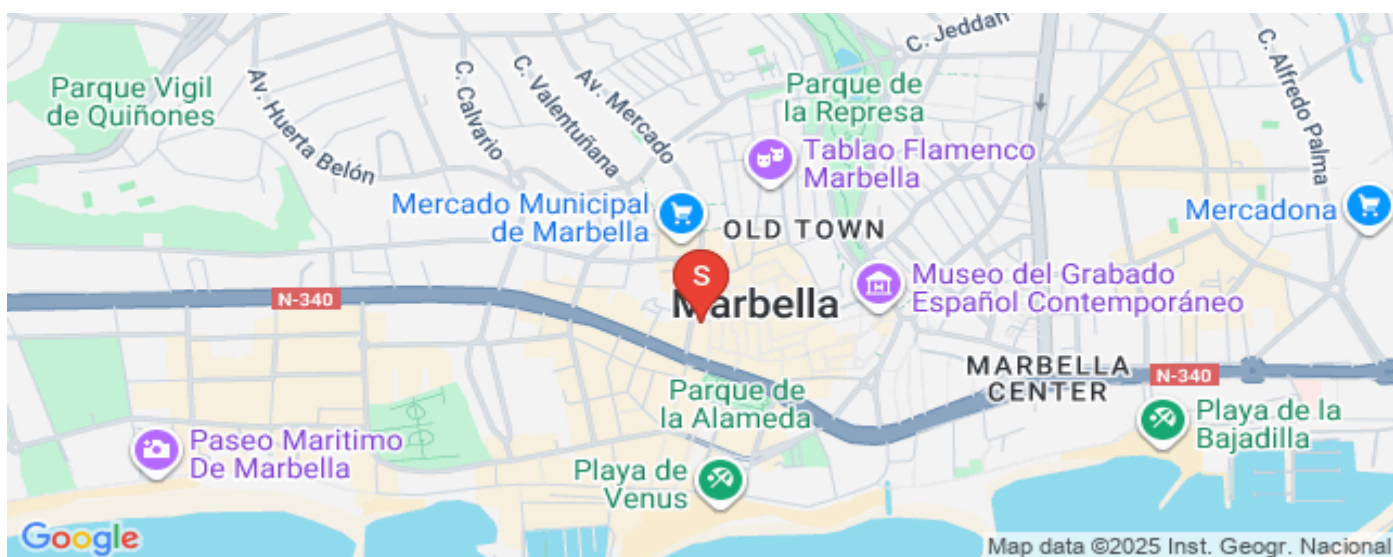 C. Jeddah
Parque Vigil
de Quiñones
Av. Huerta Belón
C. Calvario
C. Valentuñana
Av. Mercado
Parque de
la Represa
C. Alfredo Palma
Tablao Flamenco
Marbella
Mercado Municipal
de Marbella
OLD TOWN
Mercadona
S
Marbella
Museo del Grabado
Español Contemporáneo
N-340
MARBELLA
CENTER
N-340
Parque de
la Alameda
Paseo Maritimo
De Marbella
Playa de la
Bajadilla
Playa de
Venus
Google
Map data ©2025 Inst. Geogr. Nacional